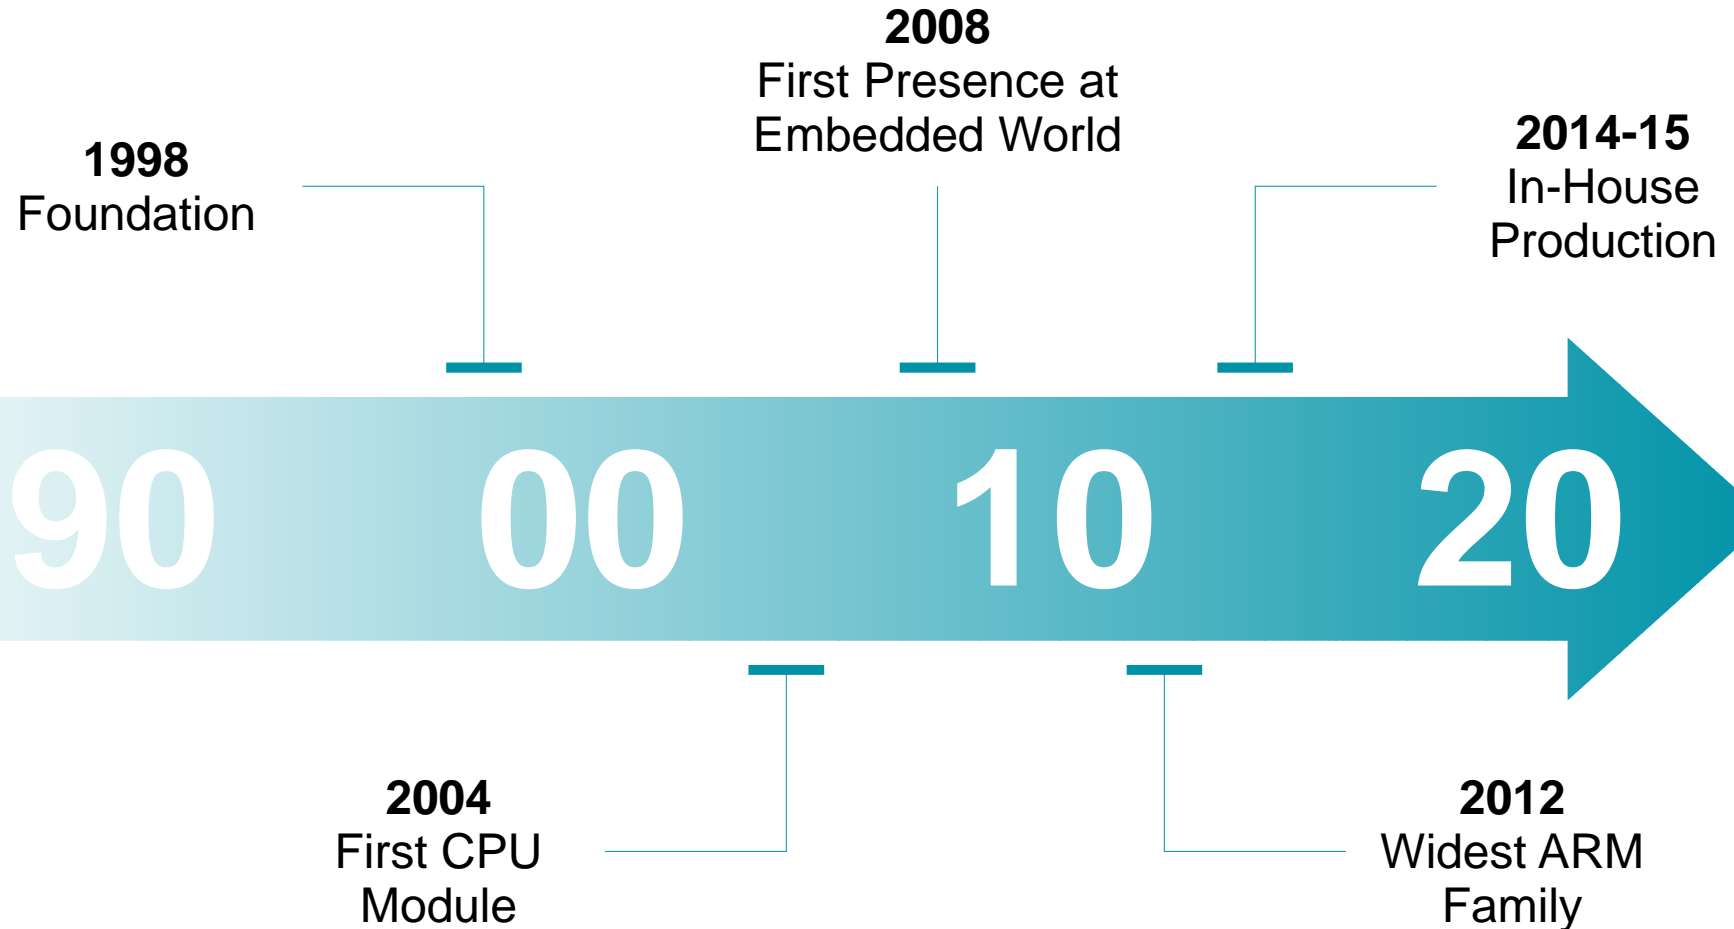 2008
First Presence at
Embedded World
1998
Foundation
2014-15
In-House
Production
90 00 10 20
2004
First CPU
Module
2012
Widest ARM
Family